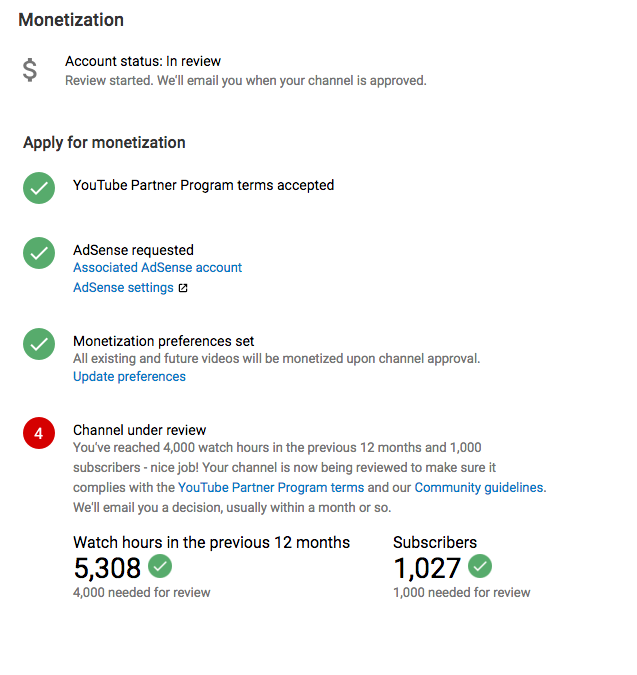 Monetization
$
Account status: In review
Review started. We'll email you when your channel is approved.
Apply for monetization
YouTube Partner Program terms accepted
AdSense requested
Associated AdSense account
AdSense settings
Monetization preferences set
All existing and future videos will be monetized upon channel approval.
Update preferences
4
Channel under review
You've reached 4,000 watch hours in the previous 12 months and 1,000
subscribers - nice job! Your channel is now being reviewed to make sure it
complies with the YouTube Partner Program terms and our Community guidelines.
We'll email you a decision, usually within a month or so.
Watch hours in the previous 12 months
5,308
4,000 needed for review
Subscribers
1,027
1,000 needed for review